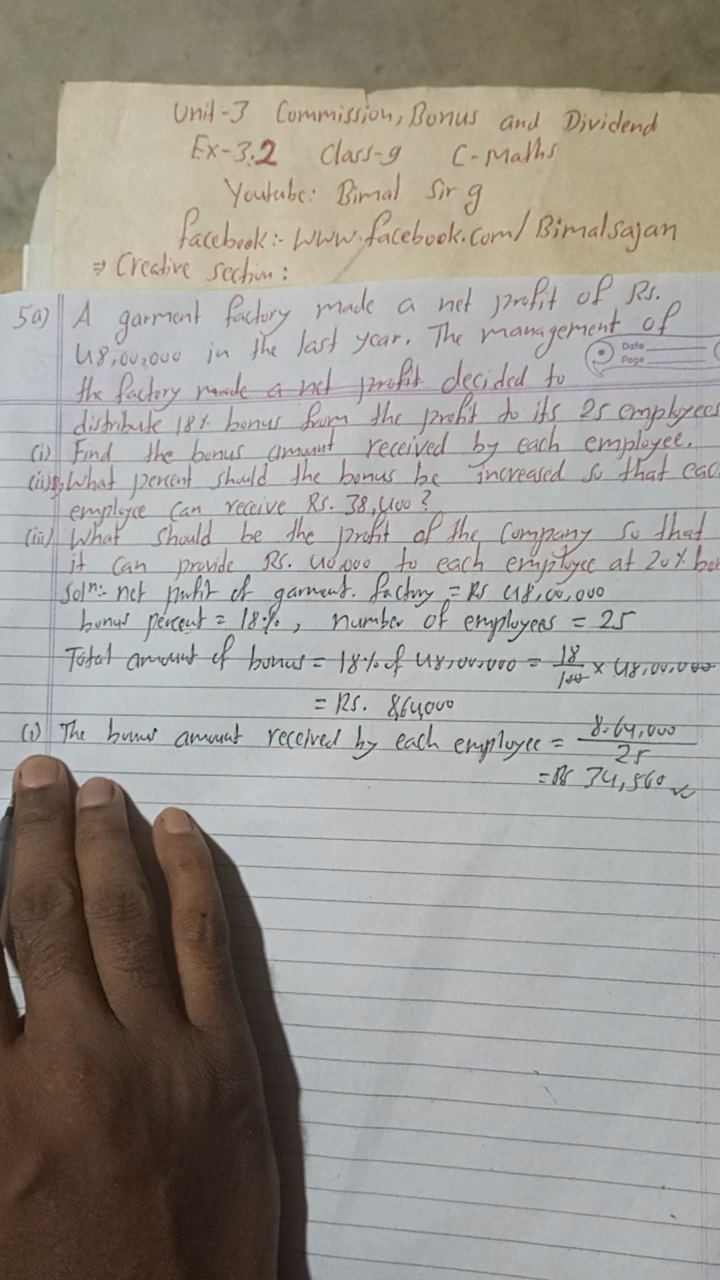 Unit-3 Commission, Bonus and Dividend
Ex-3.2 Class-9 C-Maths
Youtube: Bimal Sir g
facebook:- www.facebook.com/Bimalsajan
⇒ Creative section:
5a) A garment factory made a net profit of Rs.
48,00,000 in the last year. The management of
Date
Page
the factory made a net profit decided to
distribute 18% bonus from the profit to its 25 employees
(i) Find the bonus amount received by each employee.
(ii) What percent should the bonus be increased so that eac
employee can receive Rs. 38,400?
(iii) What should be the profit of the company so that
it can provide Rs. 40,000 to each employee at 20% bo
Soln:- net profit of garment. factory = Rs 48,00,000
bonus percent = 18%, number of employees = 25
Total amount of bonus = 18% of 48,00,000 = 18/100 × 48,00,000
= Rs. 864000
(i) The bonus amount received by each employee = 8,64,000/25
= Rs 34,560